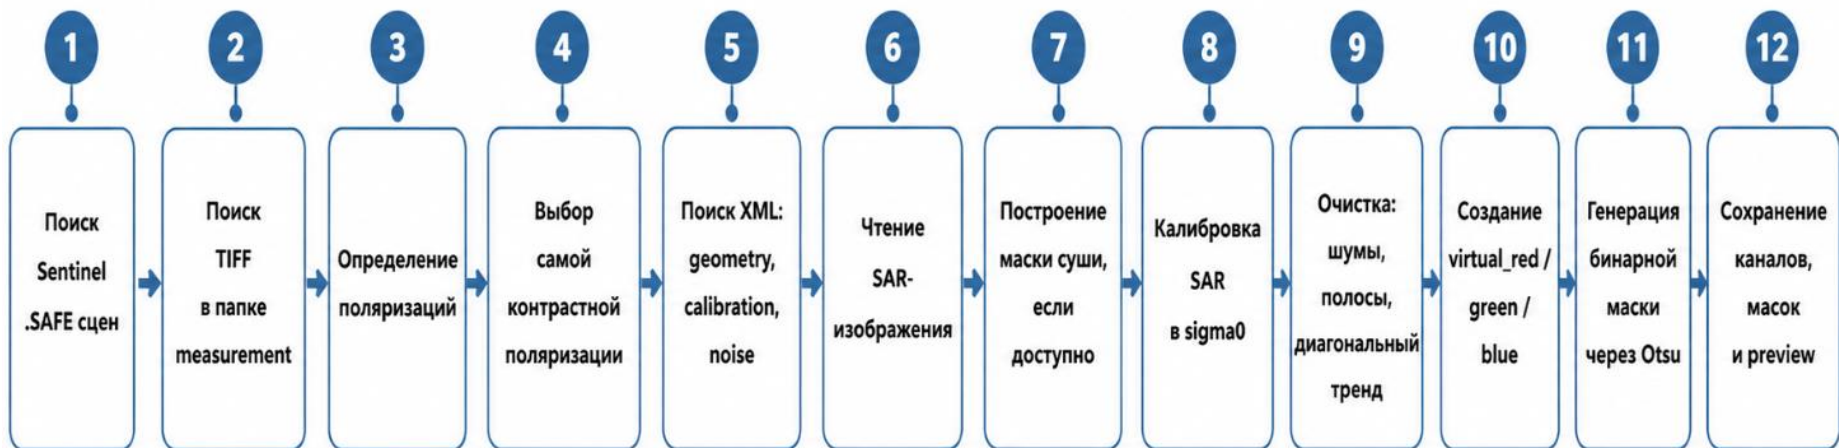 1
2
3
4
5
6
7
8
9
10
11
12
Поиск
Sentinel
.SAFE сцен
Поиск
TIFF
в папке
measurement
Определение
поляризаций
Выбор
самой
контрастной
поляризации
Поиск XML:
geometry,
calibration,
noise
Чтение
SAR-
изображения
Построение
маски суши,
если
доступно
Калибровка
SAR
в sigma0
Очистка:
шумы,
полосы,
диагональный
тренд
Создание
virtual_red /
green /
blue
Генерация
бинарной
маски
через Otsu
Сохранение
каналов,
масок
и preview